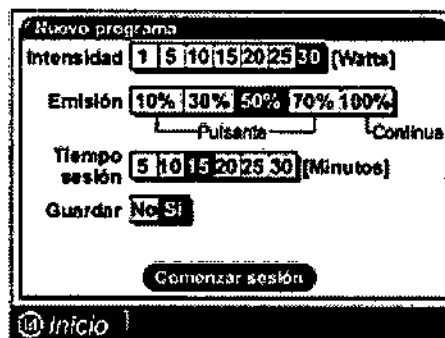 Nuevo programa
Intensidad 1 5 10 15 20 25 30 [Watts]
Emisión 10% 30% 50% 70% 100%
Pulsante Continua
Tiempo
sesión 5 10 15 20 25 30 [Minutos]
Guardar No Si
Comenzar sesión
Inicio